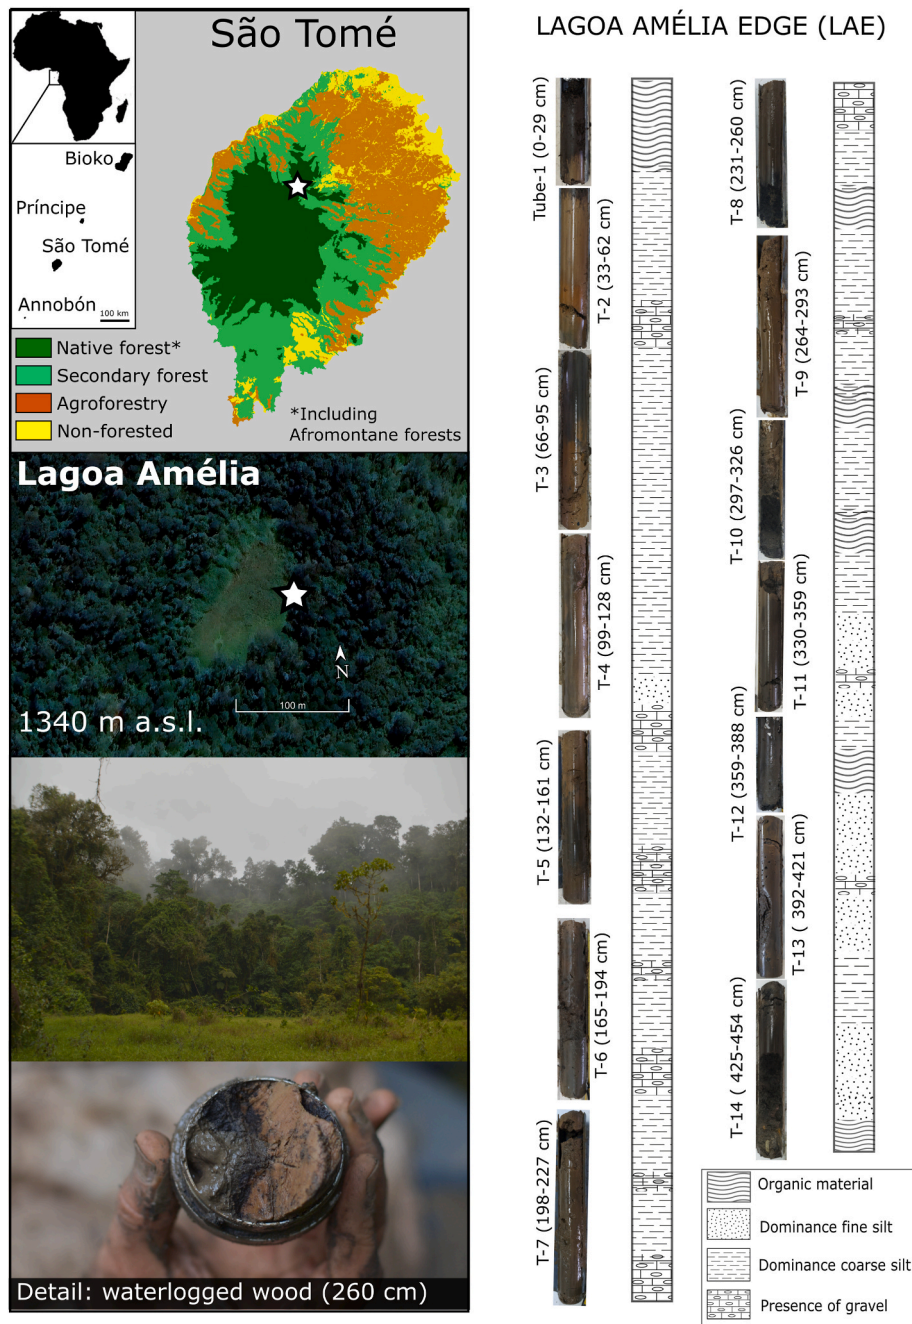 São Tomé
Bioko
Príncipe
São Tomé
Annobón
100 km
Native forest*
Secondary forest
Agroforestry
Non-forested
*Including
Afromontane forests
Lagoa Amélia
N
100 m
1340 m a.s.l.
Detail: waterlogged wood (260 cm)
LAGOA AMÉLIA EDGE (LAE)
Tube-1 (0-29 cm)
T-2 (33-62 cm)
T-3 (66-95 cm)
T-4 (99-128 cm)
T-5 (132-161 cm)
T-6 (165-194 cm)
T-7 (198-227 cm)
T-8 (231-260 cm)
T-9 (264-293 cm)
T-10 (297-326 cm)
T-11 (330-359 cm)
T-12 (359-388 cm)
T-13 ( 392-421 cm)
T-14 ( 425-454 cm)
Organic material
Dominance fine silt
Dominance coarse silt
Presence of gravel